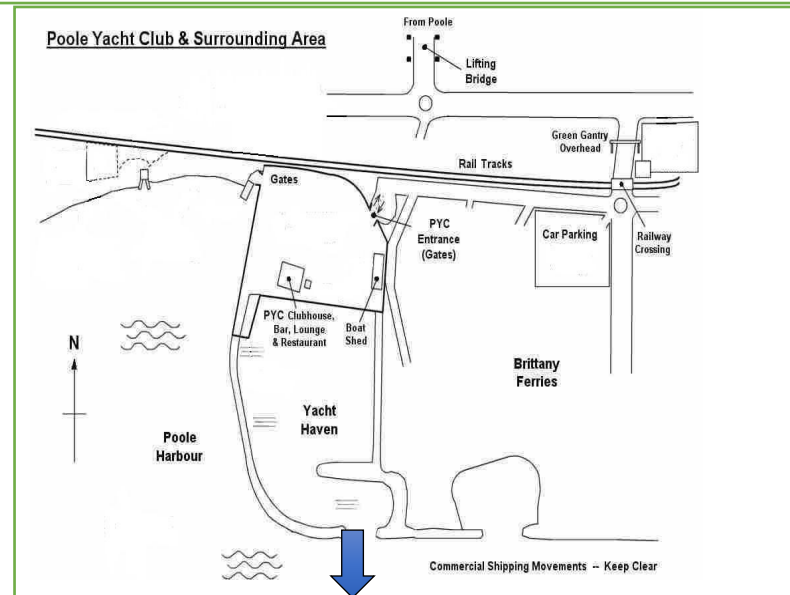 Poole Yacht Club & Surrounding Area
From Poole
Lifting
Bridge
Green Gantry
Overhead
Rail Tracks
Gates
PYC
Entrance
(Gates)
Car Parking
Railway
Crossing
PYC Clubhouse,
Bar, Lounge
& Restaurant
Boat
Shed
N
Brittany
Ferries
Yacht
Haven
Poole
Harbour
Commercial Shipping Movements -- Keep Clear